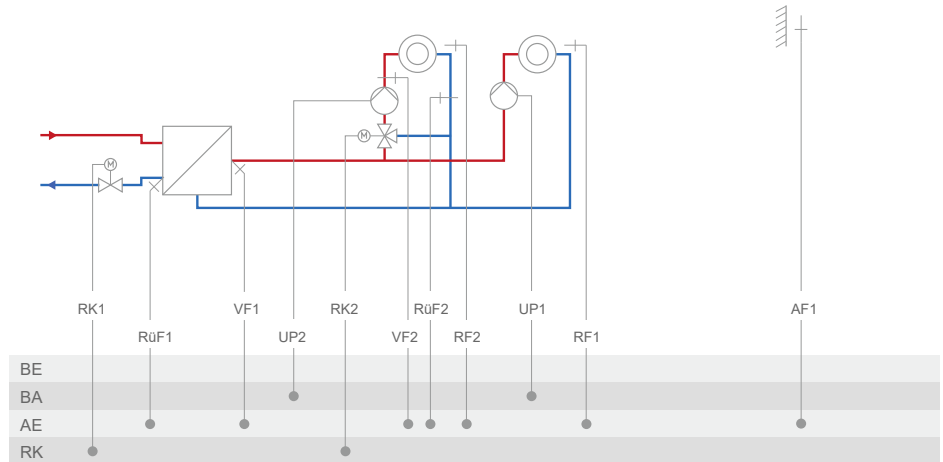 M
M
RK1 VF1 RK2 RüF2 UP1 AF1
RüF1 UP2 VF2 RF2 RF1
BE
BA
AE
RK